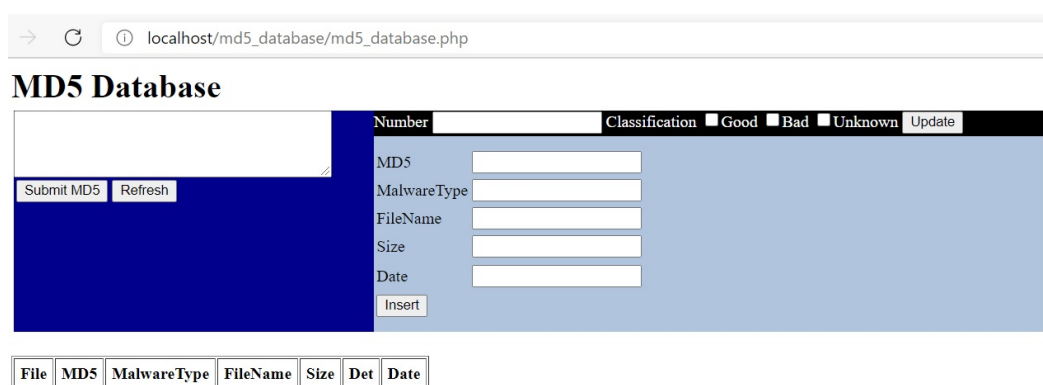 localhost/md5_database/md5_database.php
MD5 Database
Number Classification Good Bad Unknown Update
MD5
Submit MD5 Refresh
MalwareType
FileName
Size
Date
Insert
File MD5 MalwareType FileName Size Det Date